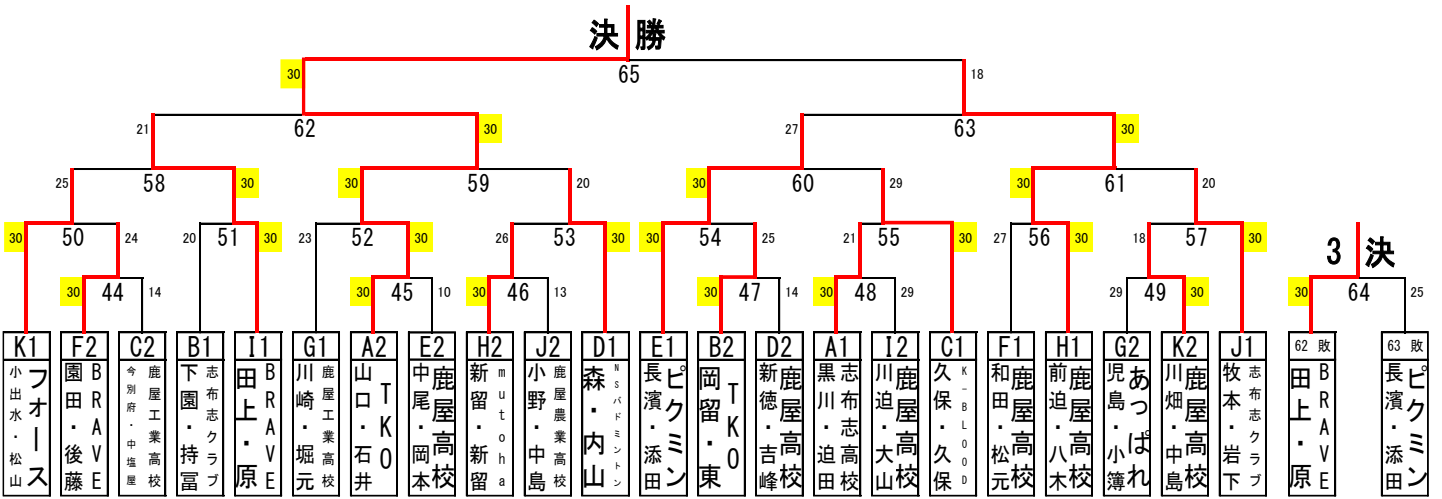 決勝
30 65 18
21 62 30 27 63 30
25 58 30 30 59 20 30 60 29 30 61 20
30 50 24 20 51 30 23 52 30 26 53 30 30 54 25 21 55 30 27 56 30 18 57 30
3決
30 44 14 30 45 10 30 46 13 30 47 14 30 48 29 29 49 30 30 64 25
K1 F2 C2 B1 I1 G1 A2 E2 H2 J2 D1 E1 B2 D2 A1 I2 C1 F1 H1 G2 K2 J1 62 敗 63 敗
フォース
小出水・松山
BRAVE
園田・後藤
鹿屋工業高校
今別府・中塩屋
志布志クラブ
下園・持冨
BRAVE
田上・原
鹿屋工業高校
川崎・堀元
TKO
山口・石井
鹿屋高校
中尾・岡本
mutoha
新留・新留
鹿屋農業高校
小野・中島
NSバドミントン
森・内山
ピクミン
長濱・添田
TKO
岡留・東
鹿屋高校
新徳・吉峰
志布志高校
黒川・迫田
鹿屋高校
川迫・大山
K-BLOOD
久保・久保
鹿屋高校
和田・松元
鹿屋高校
前迫・八木
あっぱれ
児島・小簿
鹿屋高校
川畑・中島
志布志クラブ
牧本・岩下
BRAVE
田上・原
ピクミン
長濱・添田